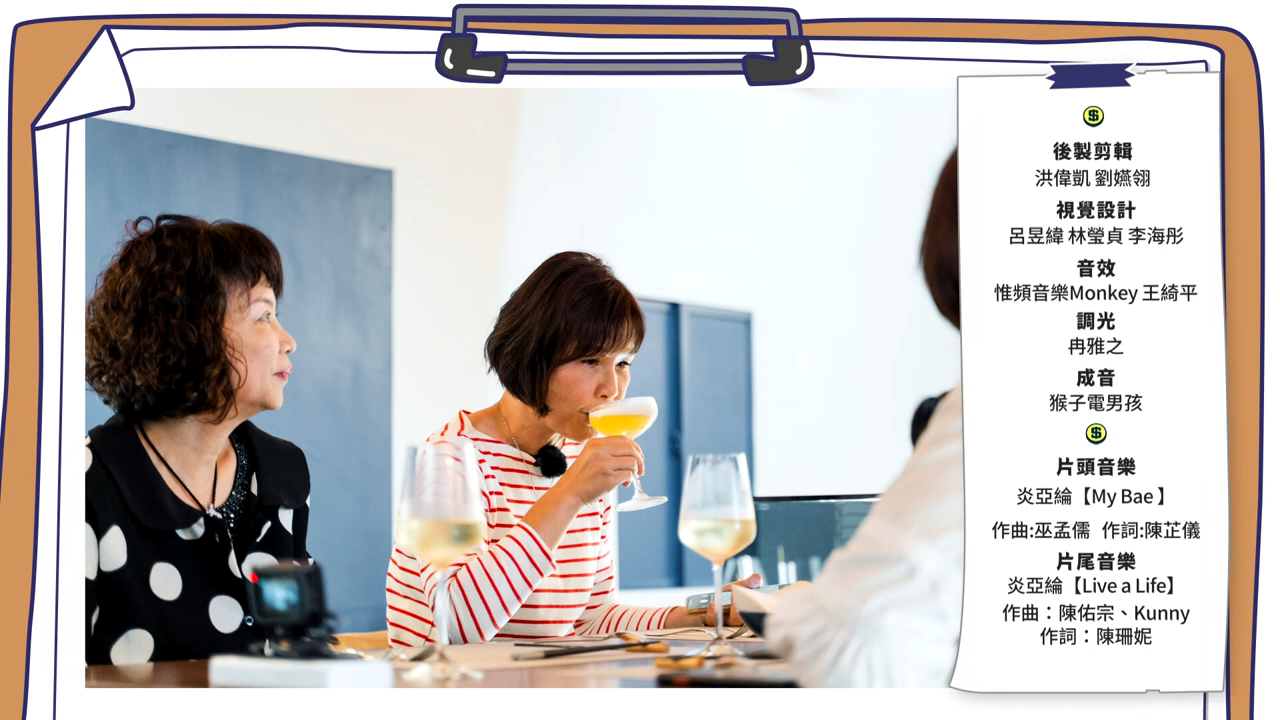 $
後製剪輯
洪偉凱 劉嬿翎
視覺設計
呂昱緯 林瑩貞 李海彤
音效
惟頻音樂Monkey 王綺平
調光
冉雅之
成音
猴子電男孩
$
片頭音樂
炎亞綸【My Bae】
作曲:巫孟儒 作詞:陳芷儀
片尾音樂
炎亞綸【Live a Life】
作曲：陳佑宗、Kunny
作詞：陳珊妮